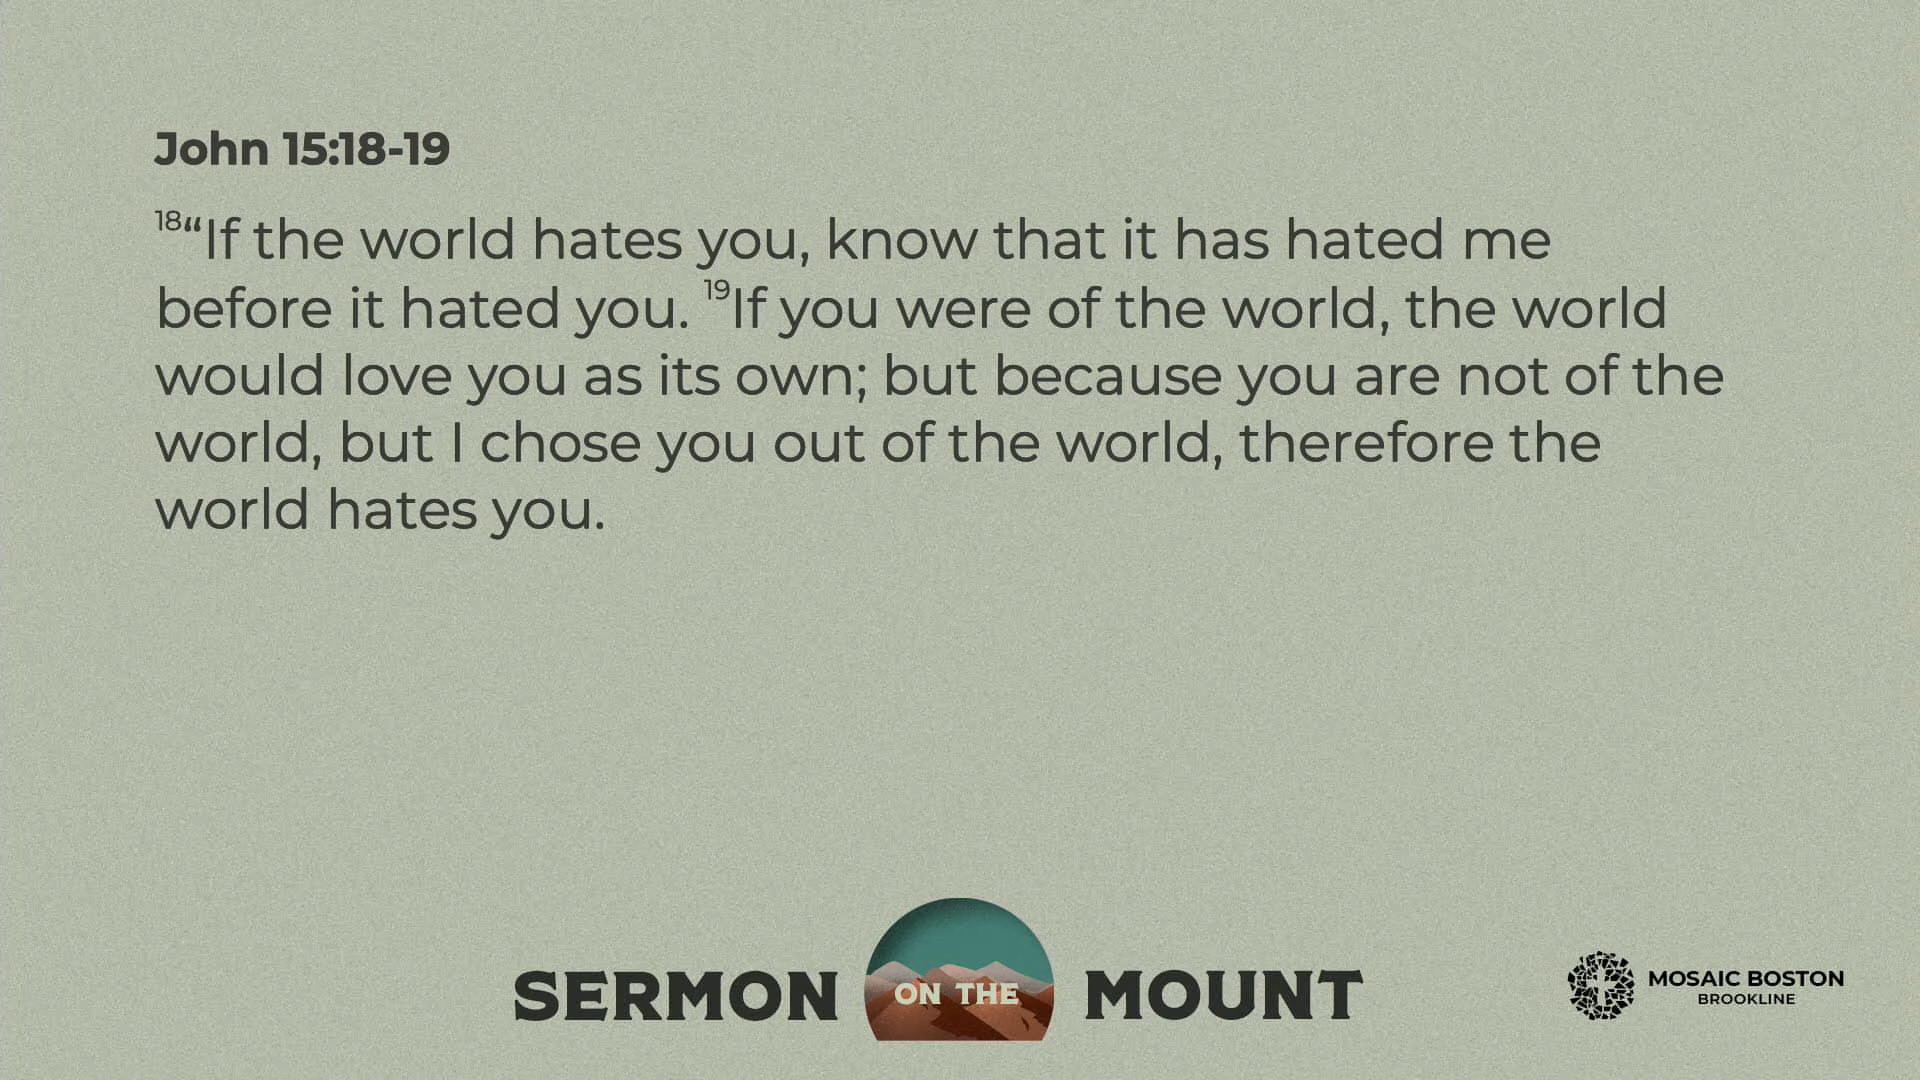 John 15:18-19
18“If the world hates you, know that it has hated me
before it hated you. 19If you were of the world, the world
would love you as its own; but because you are not of the
world, but I chose you out of the world, therefore the
world hates you.
SERMON ON THE MOUNT
MOSAIC BOSTON
BROOKLINE